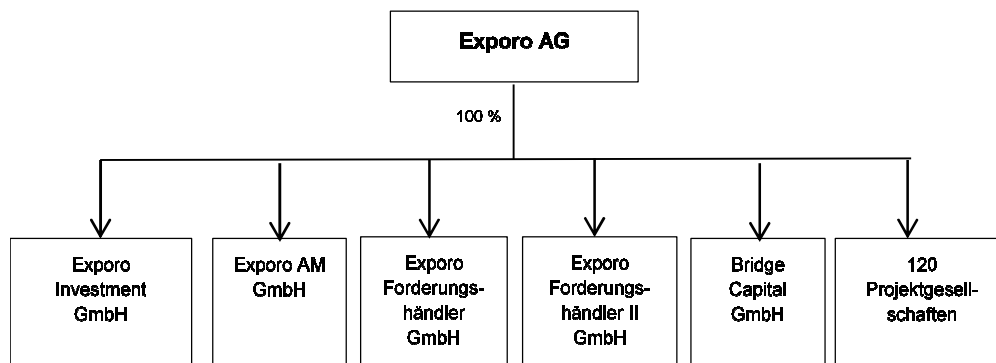 Exporo AG
100 %
Exporo
Investment
GmbH
Exporo AM
GmbH
Exporo
Forderungs-
händler
GmbH
Exporo
Forderungs-
händler II
GmbH
Bridge
Capital
GmbH
120
Projektgesell-
schaften